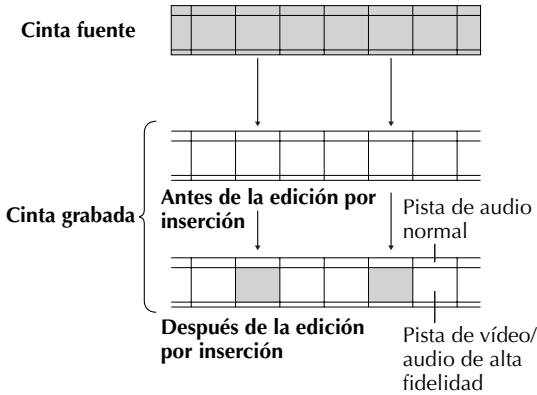 Cinta fuente
Cinta grabada
Antes de la edición por
inserción
Pista de audio
normal
Después de la edición
por inserción
Pista de vídeo/
audio de alta
fidelidad